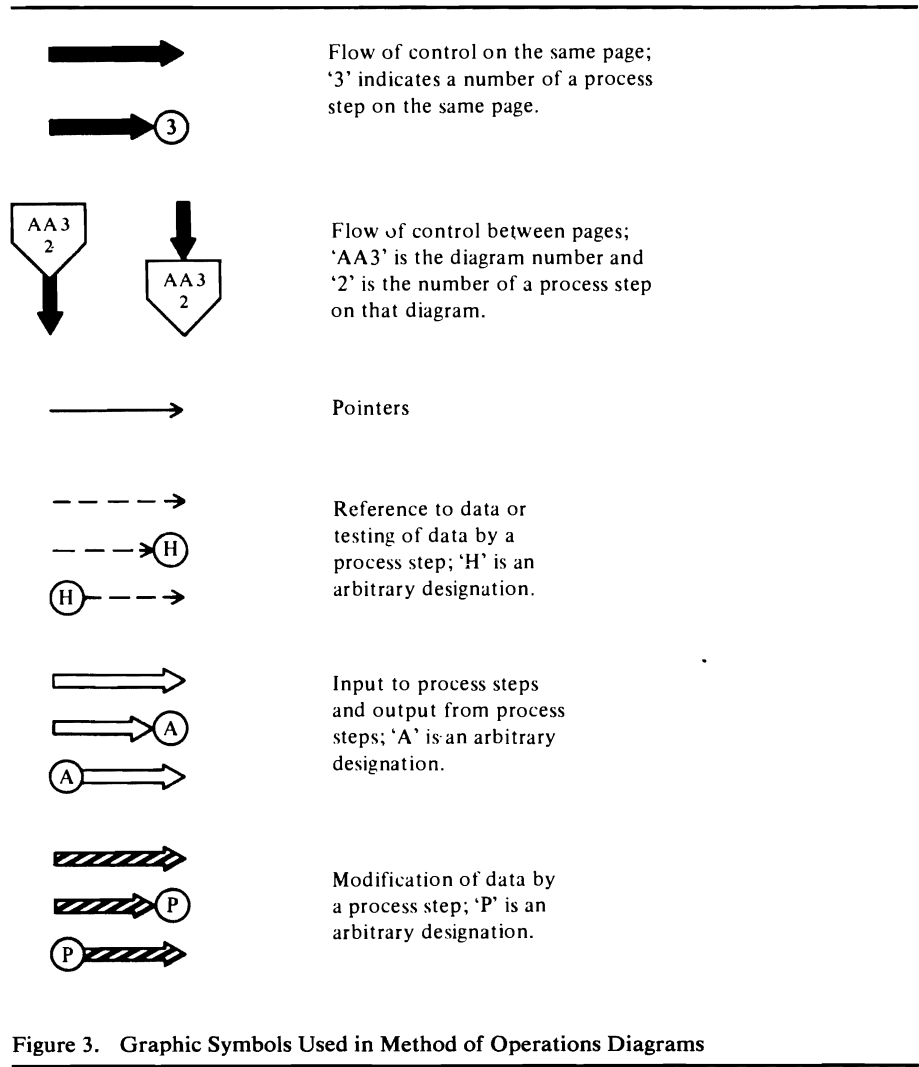 Flow of control on the same page;
‘3’ indicates a number of a process
step on the same page.
3
AA3
2
AA3
2
Flow of control between pages;
‘AA3’ is the diagram number and
‘2’ is the number of a process step
on that diagram.
Pointers
H
H
Reference to data or
testing of data by a
process step; ‘H’ is an
arbitrary designation.
A
A
Input to process steps
and output from process
steps; ‘A’ is an arbitrary
designation.
P
P
Modification of data by
a process step; ‘P’ is an
arbitrary designation.
Figure 3. Graphic Symbols Used in Method of Operations Diagrams